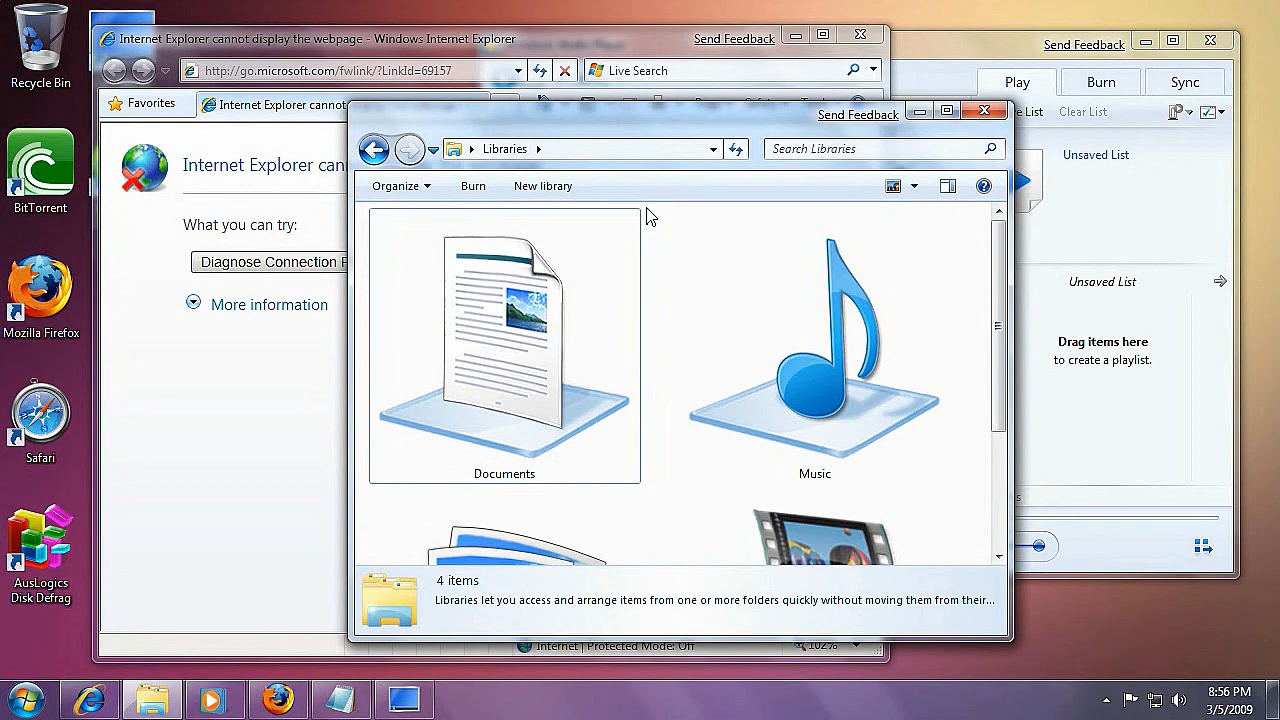 Recycle Bin
BitTorrent
Mozilla Firefox
Safari
AusLogics
Disk Defrag
Internet Explorer cannot display the webpage - Windows Internet Explorer
Send Feedback
http://go.microsoft.com/fwlink/?LinkId=69157
Live Search
Favorites
Internet Explorer cannot
Internet Explorer
What you can try:
Diagnose Connection
More information
Internet | Protected Mode: Off
102%
Send Feedback
Libraries
Search Libraries
Organize
Burn
New library
Documents
Music
4 items
Libraries let you access and arrange items from one or more folders quickly without moving them from their...
Send Feedback
Play
Burn
Sync
List
Clear List
Unsaved List
Unsaved List
Drag items here
to create a playlist.
8:56 PM
3/5/2009